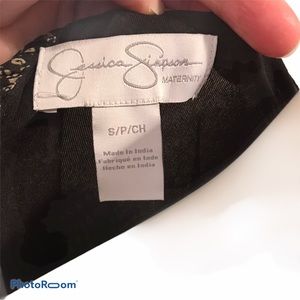 Jessica Simpson
MATERNITY
S/P/CH
Made in India
Fabriqué en Inde
Hecho en India
PhotoRoom